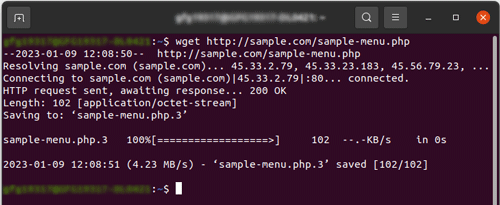 :~$ wget http://sample.com/sample-menu.php
--2023-01-09 12:08:50--  http://sample.com/sample-menu.php
Resolving sample.com (sample.com)... 45.33.2.79, 45.33.23.183, 45.56.79.23, ...
Connecting to sample.com (sample.com)|45.33.2.79|:80... connected.
HTTP request sent, awaiting response... 200 OK
Length: 102 [application/octet-stream]
Saving to: ‘sample-menu.php.3’
sample-menu.php.3   100%[==================>]     102  --.-KB/s    in 0s
2023-01-09 12:08:51 (4.23 MB/s) - ‘sample-menu.php.3’ saved [102/102]
:~$